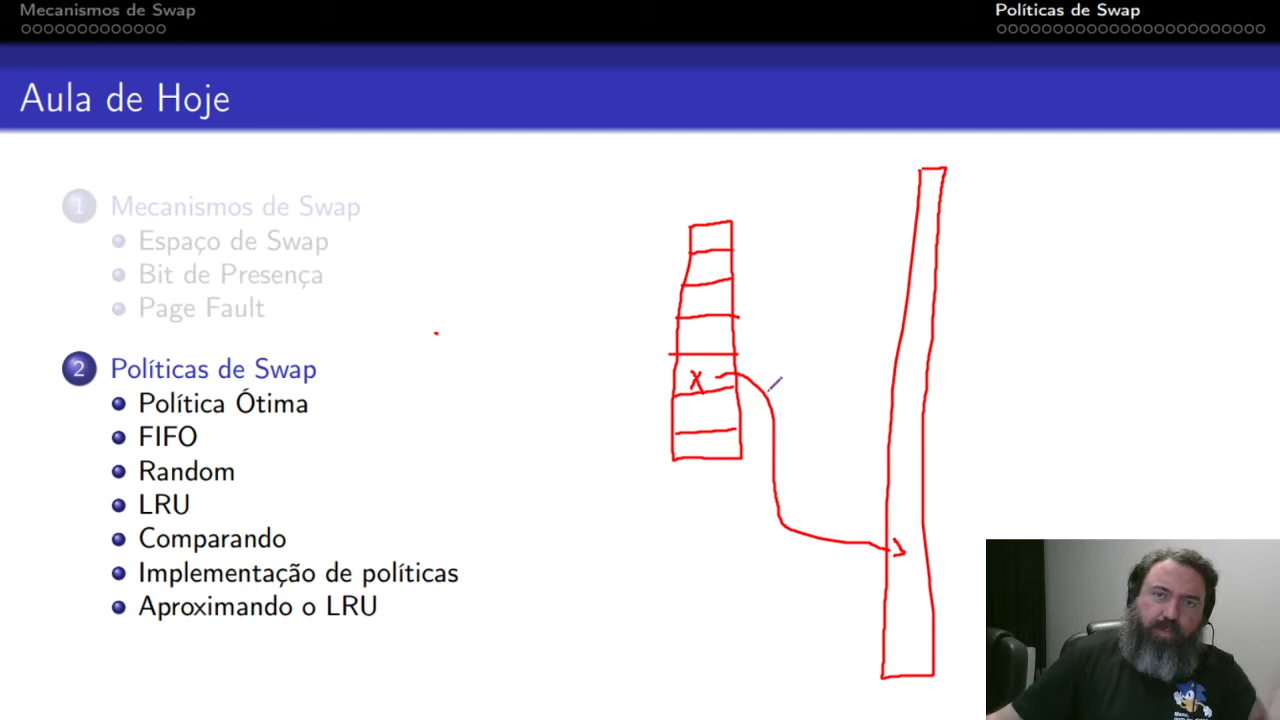 Mecanismos de Swap
Políticas de Swap
Aula de Hoje
1 Mecanismos de Swap
Espaço de Swap
Bit de Presença
Page Fault
2 Políticas de Swap
Política Ótima
FIFO
Random
LRU
Comparando
Implementação de políticas
Aproximando o LRU
X